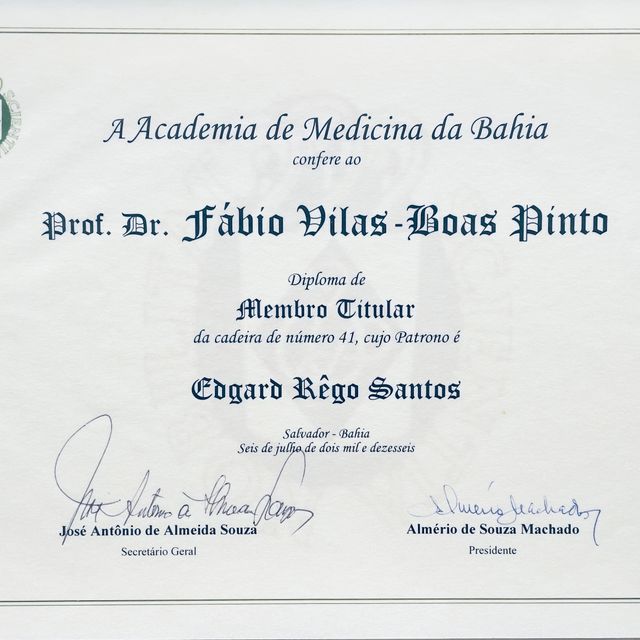 A Academia de Medicina da Bahia
confere ao
Prof. Dr. Fábio Vilas-Boas Pinto
Diploma de
Membro Titular
da cadeira de número 41, cujo Patrono é
Edgard Rêgo Santos
Salvador - Bahia
Seis de julho de dois mil e dezesseis
José Antônio de Almeida Souza
Secretário Geral
Almério de Souza Machado
Presidente